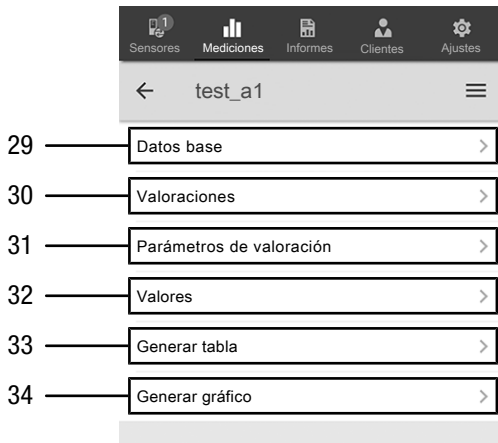 1
Sensores Mediciones Informes Clientes Ajustes
test_a1
29 Datos base
30 Valoraciones
31 Parámetros de valoración
32 Valores
33 Generar tabla
34 Generar gráfico